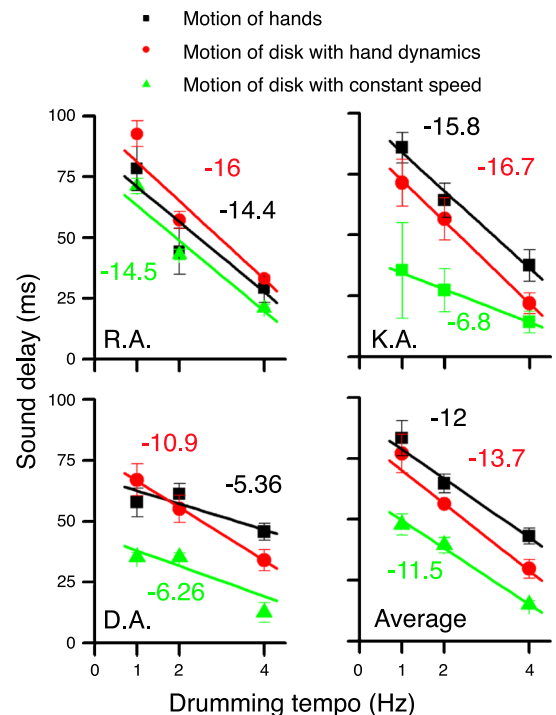 Motion of hands
Motion of disk with hand dynamics
Motion of disk with constant speed
Sound delay (ms)
100
75
50
25
0
-16
-14.4
-14.5
R.A.
-15.8
-16.7
-6.8
K.A.
100
75
50
25
0
-10.9
-5.36
-6.26
D.A.
0 1 2 4
-12
-13.7
-11.5
Average
0 1 2 4
Drumming tempo (Hz)